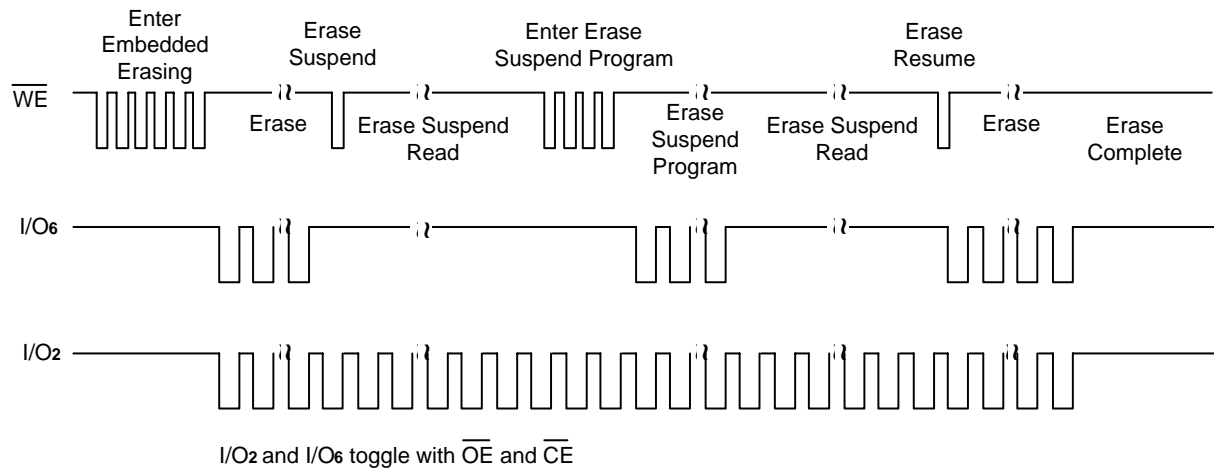 Enter
Embedded
Erasing
Erase
Suspend
Enter Erase
Suspend Program
Erase
Resume
WE
Erase
Erase Suspend
Read
Erase
Suspend
Program
Erase Suspend
Read
Erase
Erase
Complete
I/O6
I/O2
I/O2 and I/O6 toggle with OE and CE